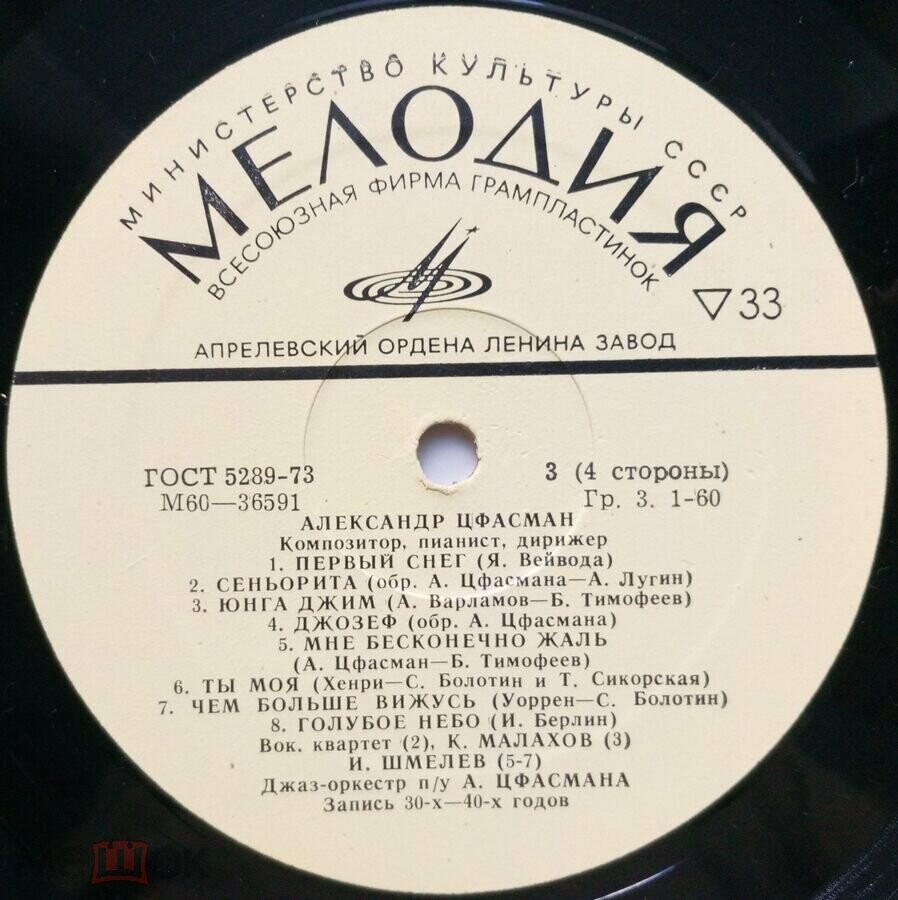 МИНИСТЕРСТВО КУЛЬТУРЫ СССР
МЕЛОДИЯ
ВСЕСОЮЗНАЯ ФИРМА ГРАМПЛАСТИНОК
▽33
АПРЕЛЕВСКИЙ ОРДЕНА ЛЕНИНА ЗАВОД
ГОСТ 5289-73 3 (4 стороны)
М60—36591 Гр. 3. 1-60
АЛЕКСАНДР ЦФАСМАН
Композитор, пианист, дирижер
1. ПЕРВЫЙ СНЕГ (Я. Вейвода)
2. СЕНЬОРИТА (обр. А. Цфасмана—А. Лугин)
3. ЮНГА ДЖИМ (А. Варламов—Б. Тимофеев)
4. ДЖОЗЕФ (обр. А. Цфасмана)
5. МНЕ БЕСКОНЕЧНО ЖАЛЬ
(А. Цфасман—Б. Тимофеев)
6. ТЫ МОЯ (Хенри—С. Болотин и Т. Сикорская)
7. ЧЕМ БОЛЬШЕ ВИЖУСЬ (Уоррен—С. Болотин)
8. ГОЛУБОЕ НЕБО (И. Берлин)
Вок. квартет (2), К. МАЛАХОВ (3)
И. ШМЕЛЕВ (5-7)
Джаз-оркестр п/у А. ЦФАСМАНА
Запись 30-х—40-х годов
мешок